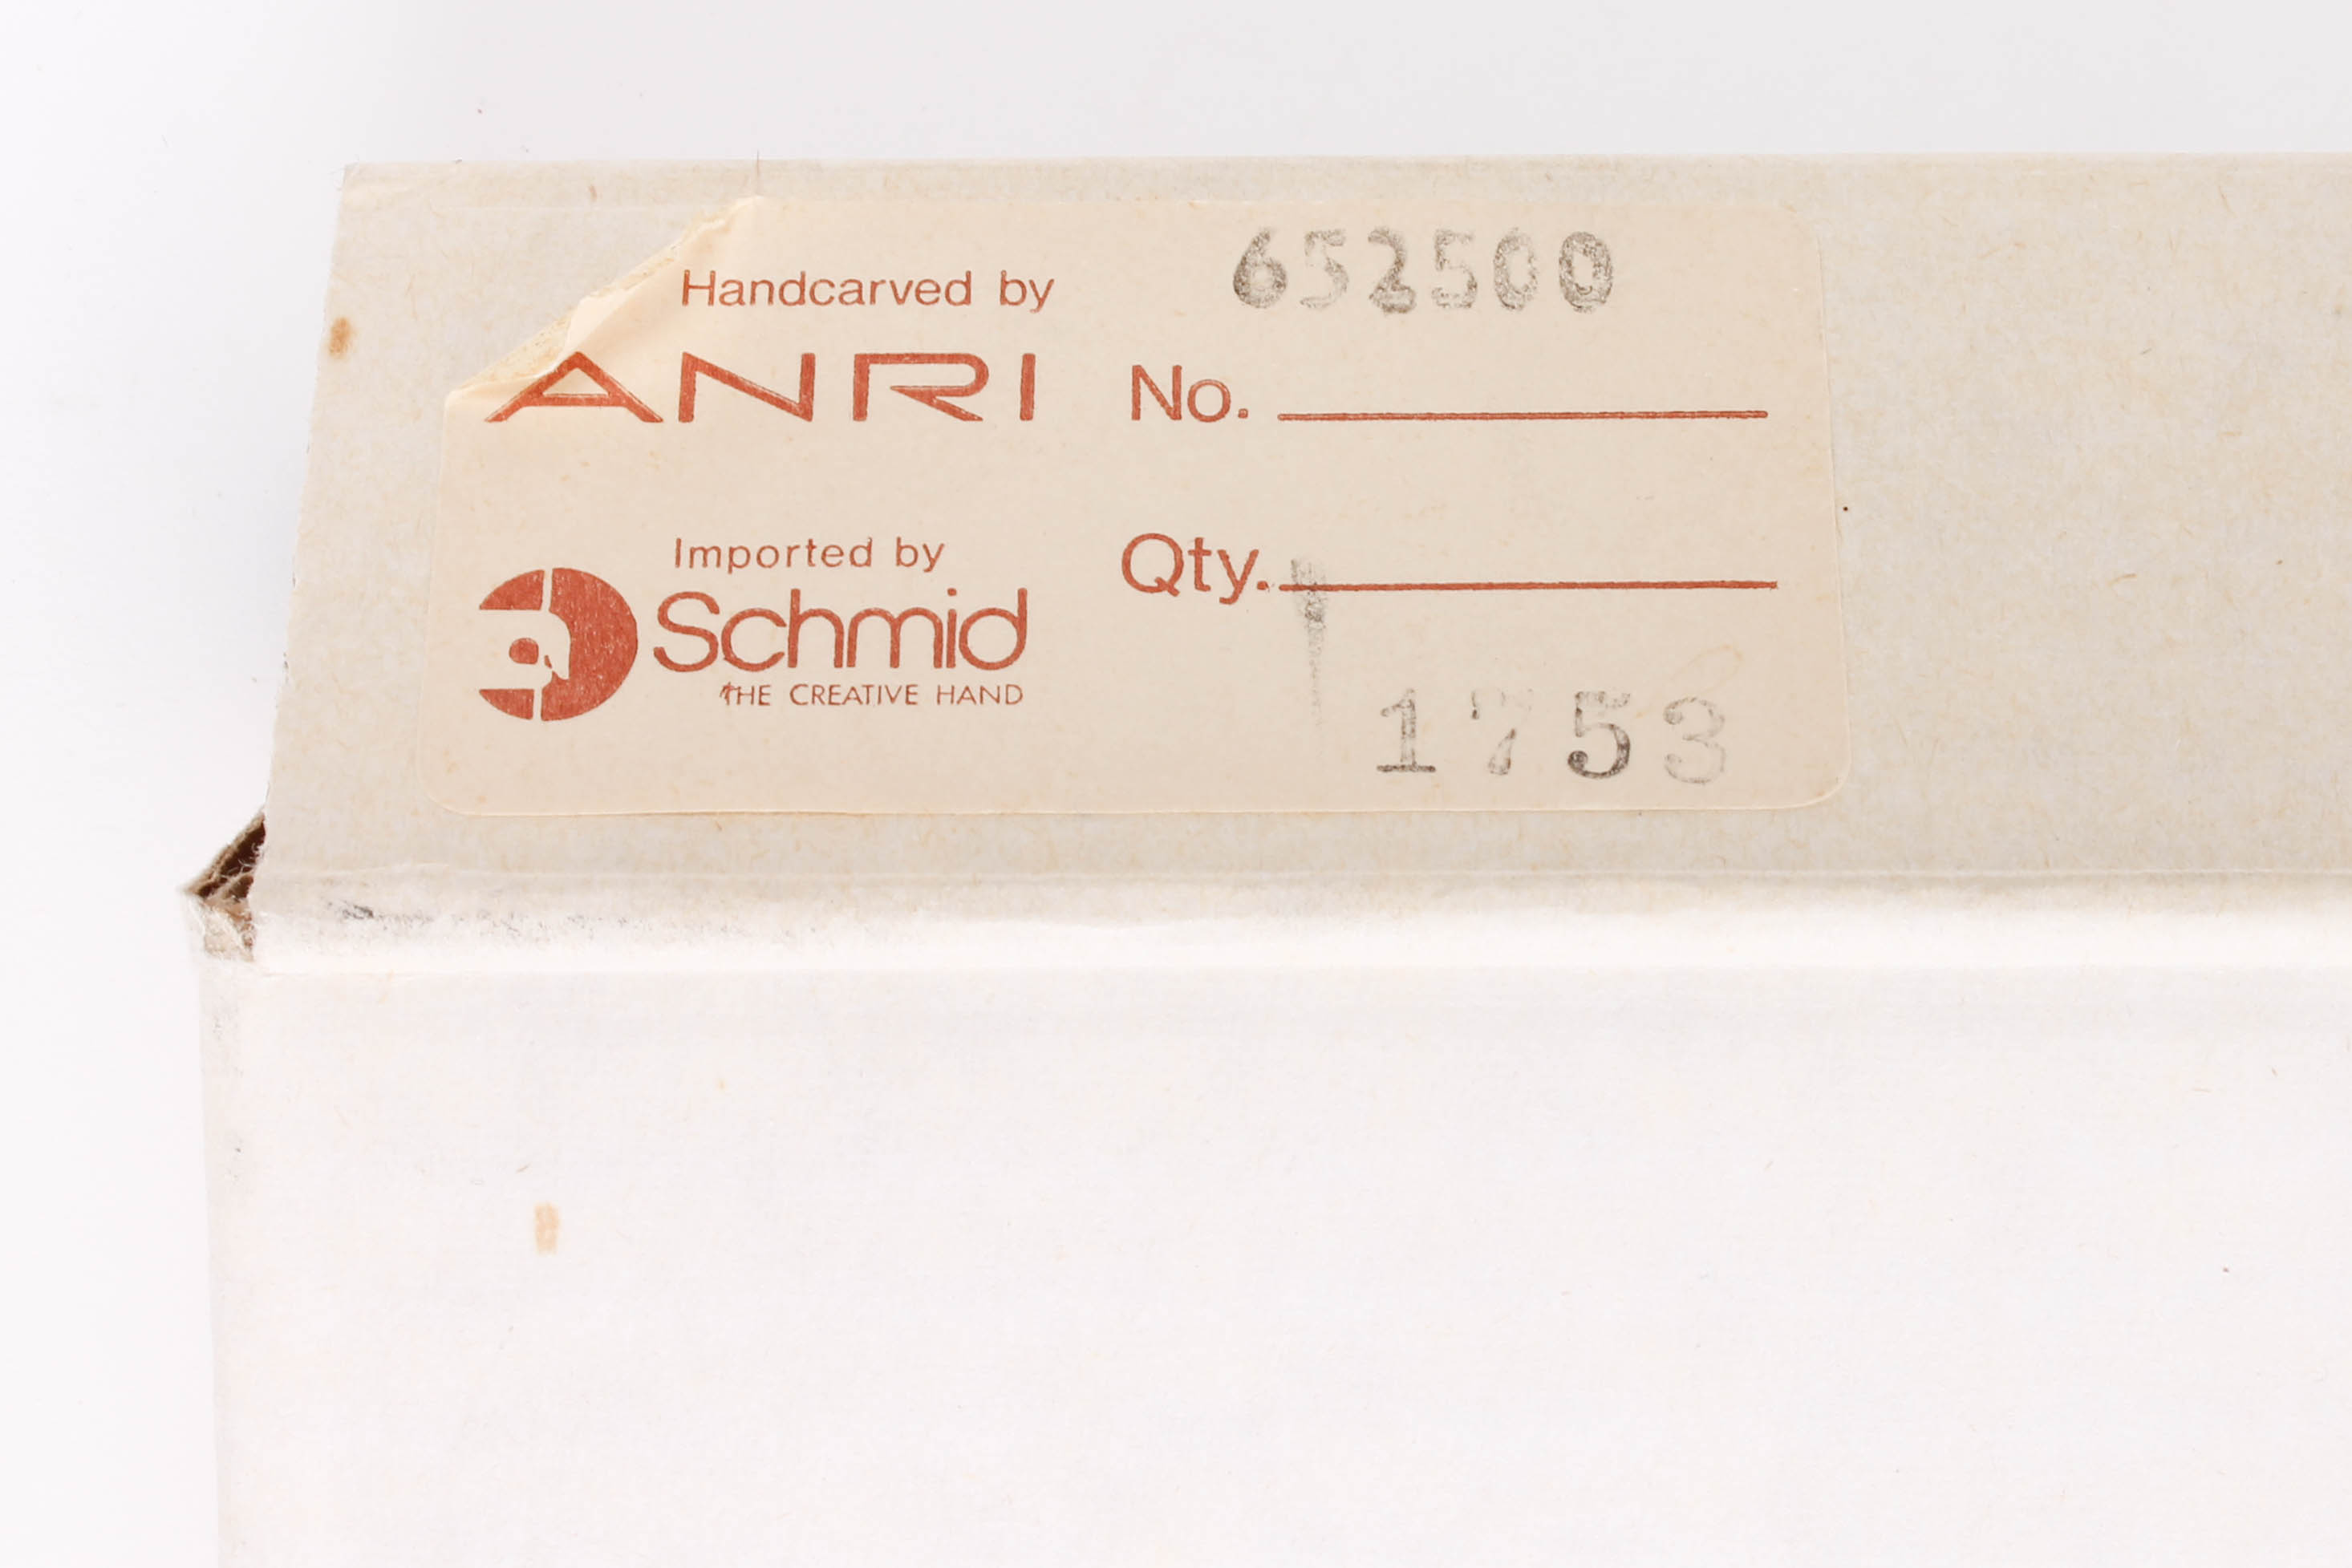 652500
Handcarved by
ANRI No.
Imported by
Qty.
Schmid
THE CREATIVE HAND
1753